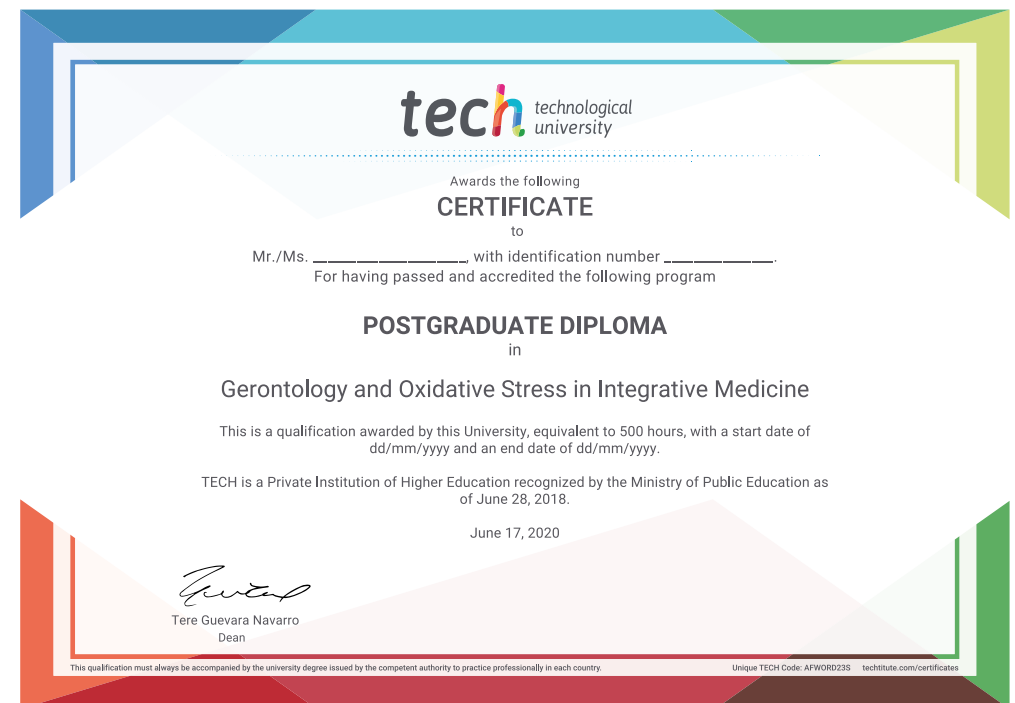 tech technological
university
Awards the following
CERTIFICATE
to
Mr./Ms. ____________________, with identification number ______________.
For having passed and accredited the following program
POSTGRADUATE DIPLOMA
in
Gerontology and Oxidative Stress in Integrative Medicine
This is a qualification awarded by this University, equivalent to 500 hours, with a start date of
dd/mm/yyyy and an end date of dd/mm/yyyy.
TECH is a Private Institution of Higher Education recognized by the Ministry of Public Education as
of June 28, 2018.
June 17, 2020
Tere Guevara Navarro
Dean
This qualification must always be accompanied by the university degree issued by the competent authority to practice professionally in each country. Unique TECH Code: AFWORD23S techtitute.com/certificates